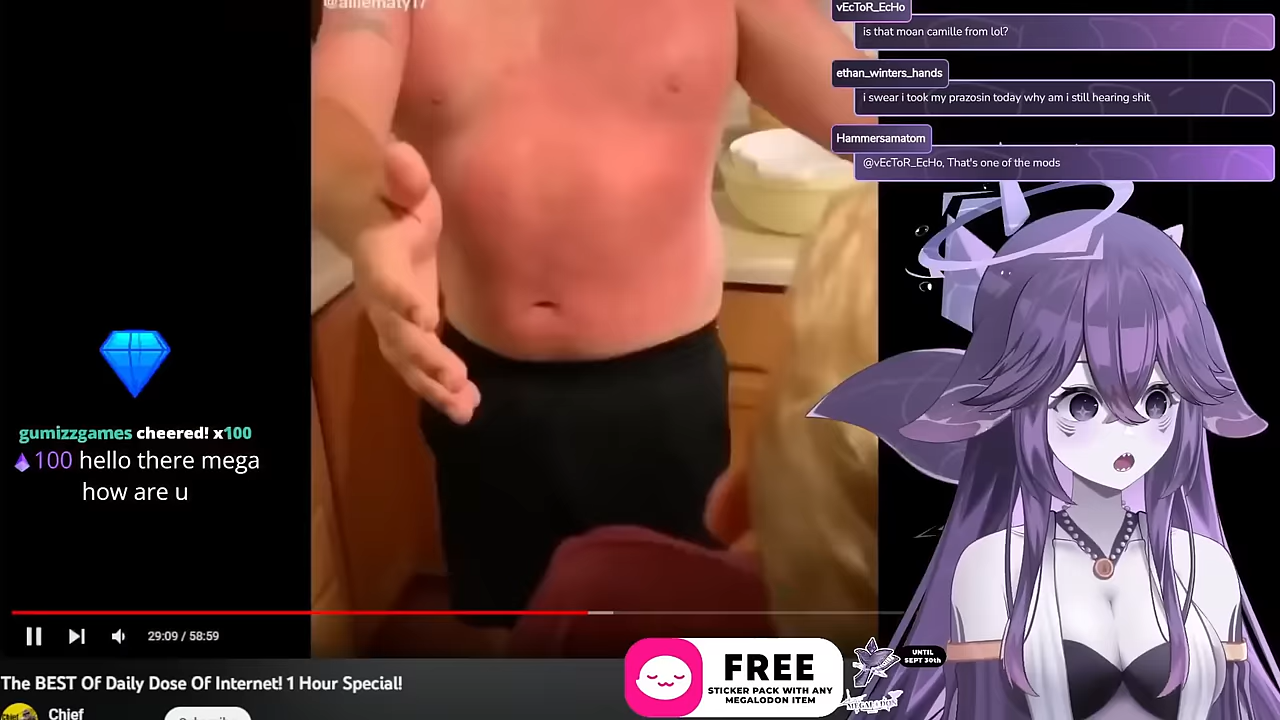 @alliematy17
vEcToR_EcHo
is that moan camille from lol?
ethan_winters_hands
i swear i took my prazosin today why am i still hearing shit
Hammersamatom
@vEcToR_EcHo, That's one of the mods
gumizzgames cheered! x100
100 hello there mega
how are u
29:09 / 58:59
FREE
STICKER PACK WITH ANY
MEGALODON ITEM
UNTIL
SEPT 30th
MEGALODON
The BEST Of Daily Dose Of Internet! 1 Hour Special!
Chief